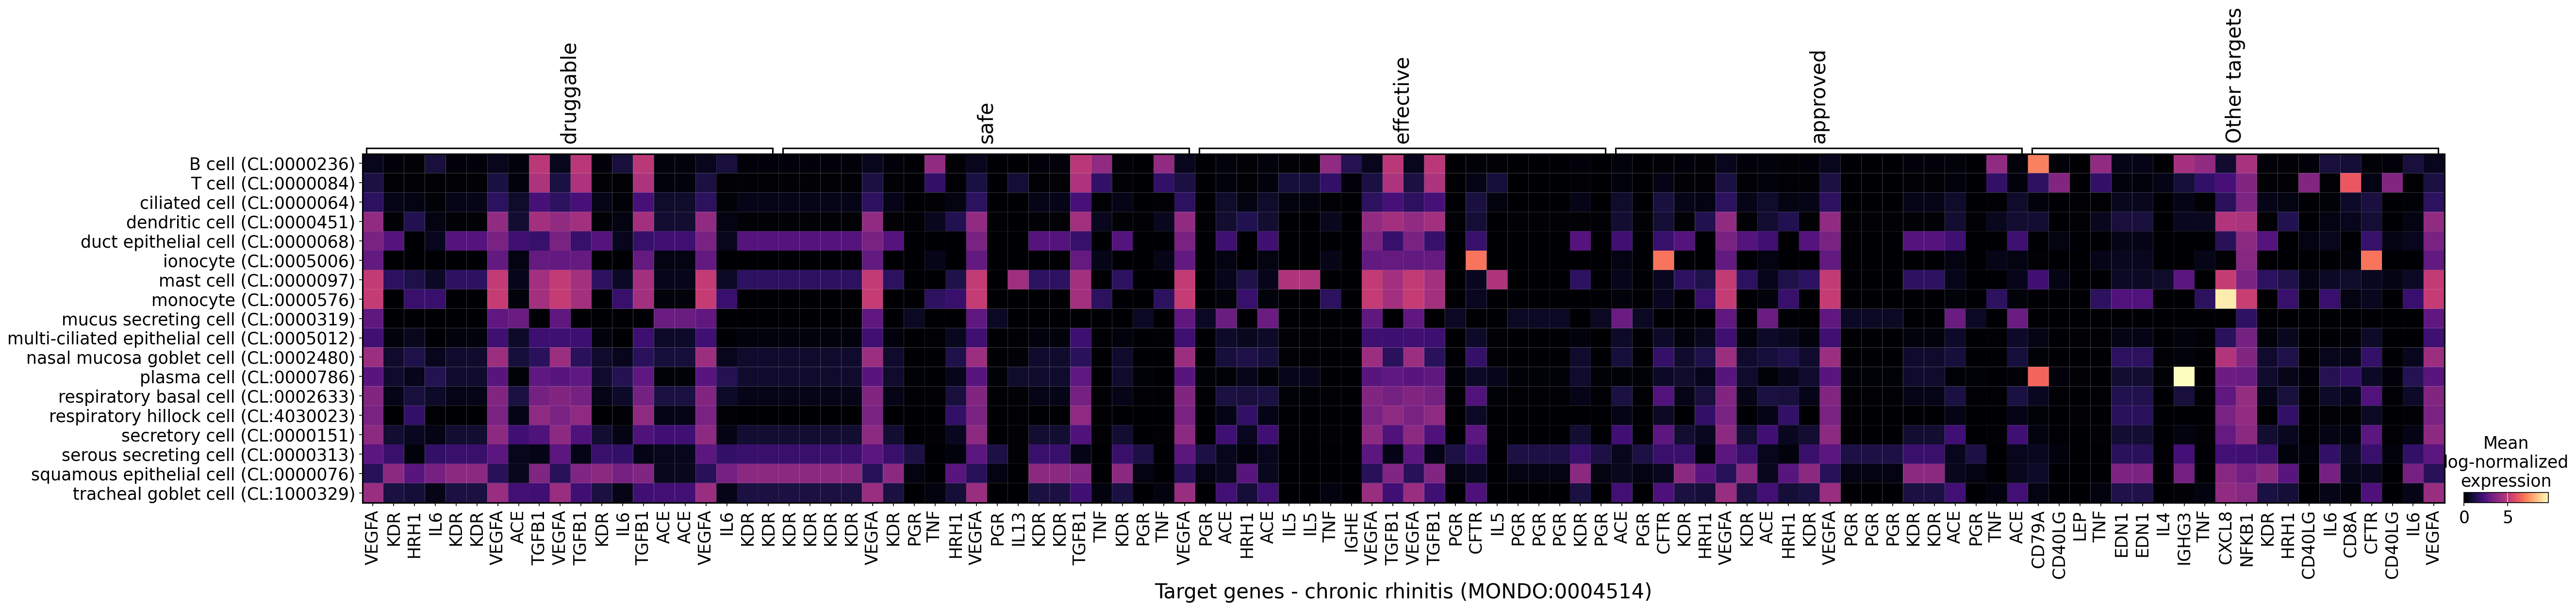 druggable
safe
effective
approved
Other targets
B cell (CL:0000236)
T cell (CL:0000084)
ciliated cell (CL:0000064)
dendritic cell (CL:0000451)
duct epithelial cell (CL:0000068)
ionocyte (CL:0005006)
mast cell (CL:0000097)
monocyte (CL:0000576)
mucus secreting cell (CL:0000319)
multi-ciliated epithelial cell (CL:0005012)
nasal mucosa goblet cell (CL:0002480)
plasma cell (CL:0000786)
respiratory basal cell (CL:0002633)
respiratory hillock cell (CL:4030023)
secretory cell (CL:0000151)
serous secreting cell (CL:0000313)
squamous epithelial cell (CL:0000076)
tracheal goblet cell (CL:1000329)
VEGFA
KDR
HRH1
IL6
KDR
KDR
VEGFA
ACE
TGFB1
VEGFA
TGFB1
KDR
IL6
TGFB1
ACE
ACE
VEGFA
IL6
KDR
KDR
KDR
KDR
KDR
KDR
VEGFA
KDR
PGR
TNF
HRH1
VEGFA
PGR
IL13
KDR
KDR
TGFB1
TNF
KDR
PGR
TNF
VEGFA
PGR
ACE
HRH1
ACE
IL5
IL5
TNF
IGHE
VEGFA
TGFB1
VEGFA
TGFB1
PGR
CFTR
IL5
PGR
PGR
PGR
KDR
PGR
ACE
PGR
CFTR
KDR
HRH1
VEGFA
KDR
ACE
HRH1
KDR
VEGFA
PGR
PGR
PGR
KDR
KDR
ACE
PGR
TNF
ACE
CD79A
CD40LG
LEP
TNF
EDN1
EDN1
IL4
IGHG3
TNF
CXCL8
NFKB1
KDR
HRH1
CD40LG
IL6
CD8A
CFTR
CD40LG
IL6
VEGFA
Target genes - chronic rhinitis (MONDO:0004514)
Mean
log-normalized
expression
0 5